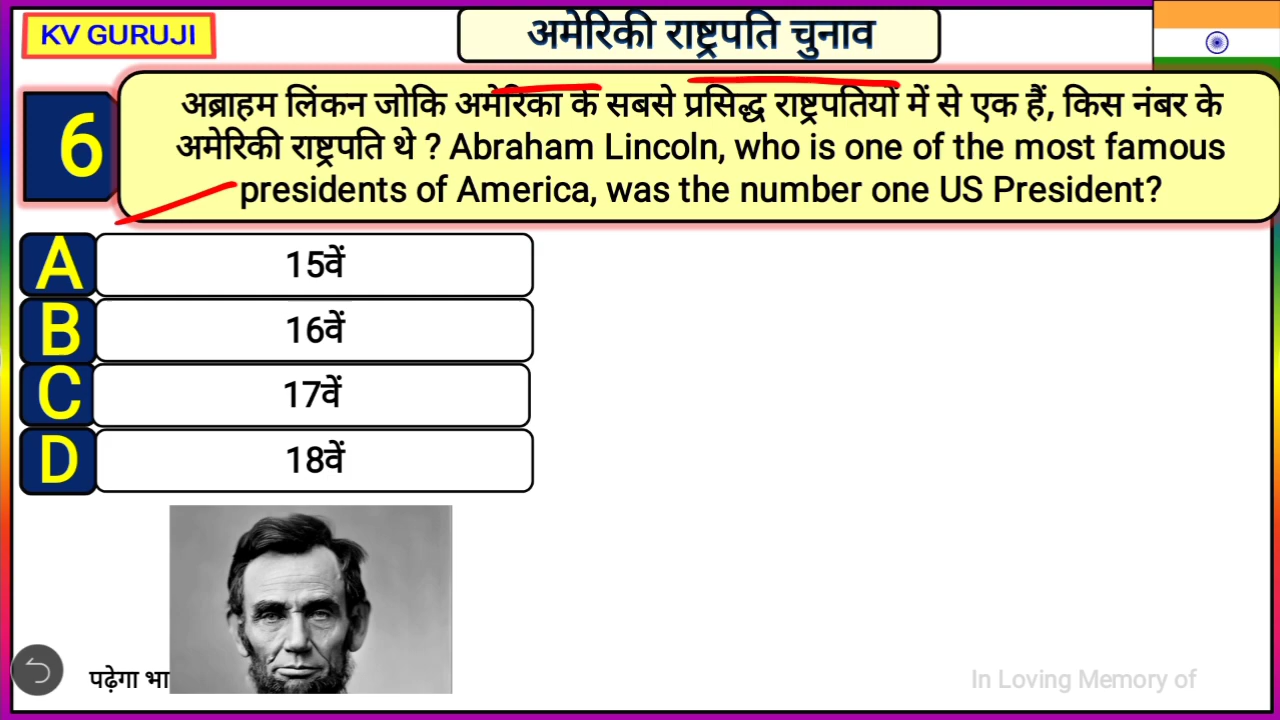 KV GURUJI
अमेरिकी राष्ट्रपति चुनाव
6
अब्राहम लिंकन जोकि अमेरिका के सबसे प्रसिद्ध राष्ट्रपतियों में से एक हैं, किस नंबर के
अमेरिकी राष्ट्रपति थे ? Abraham Lincoln, who is one of the most famous
presidents of America, was the number one US President?
A 15वें
B 16वें
C 17वें
D 18वें
पढ़ेगा भा
In Loving Memory of